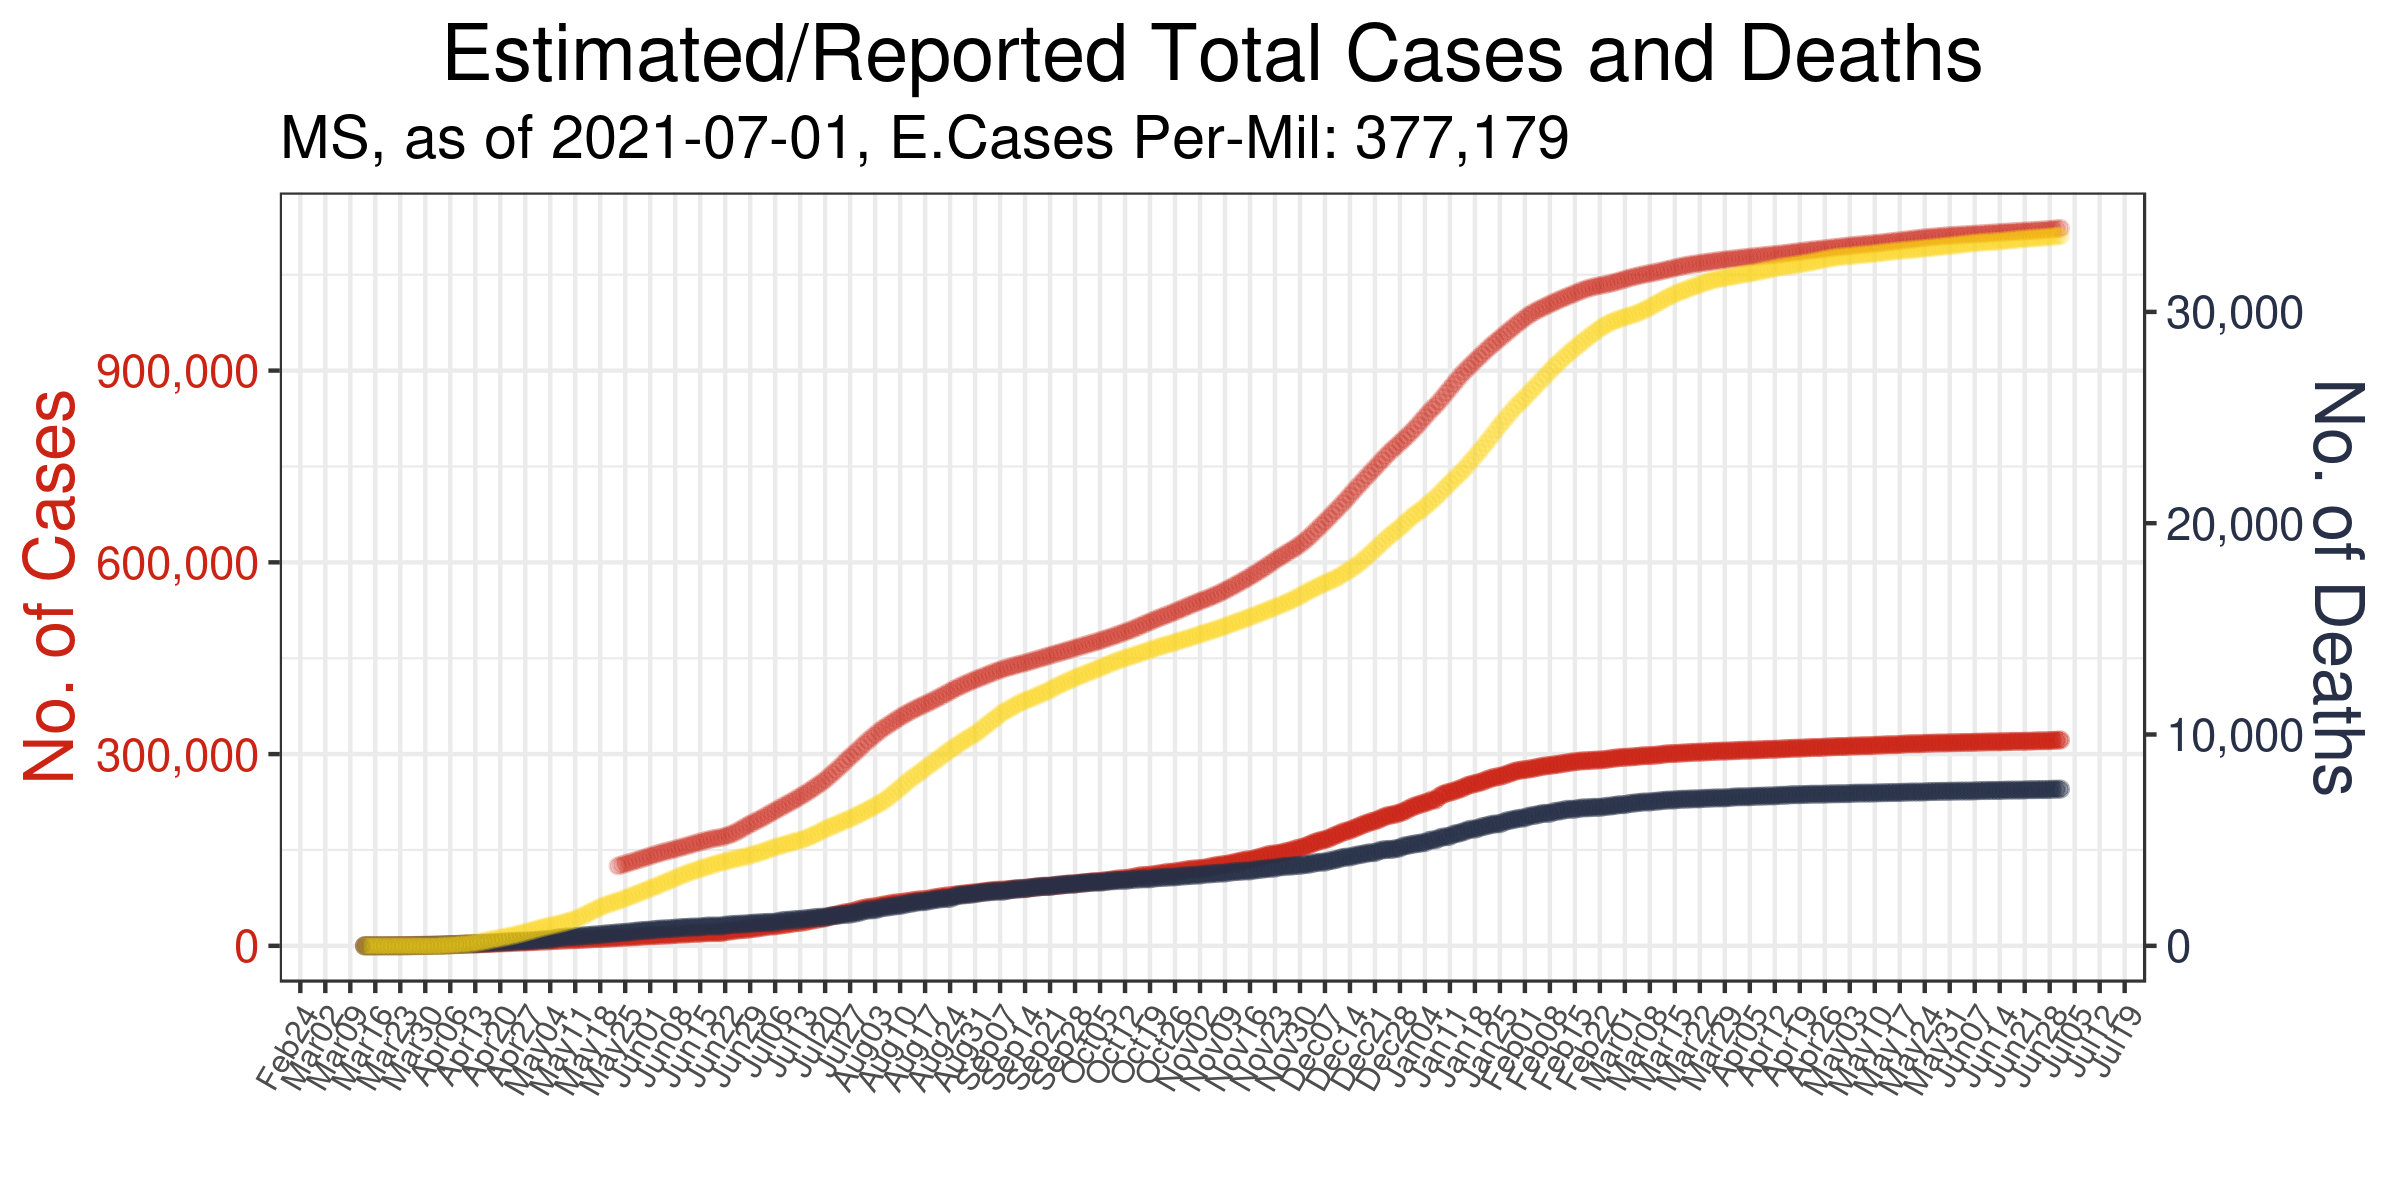 Estimated/Reported Total Cases and Deaths
MS, as of 2021-07-01, E.Cases Per-Mil: 377,179
No. of Cases
900,000
600,000
300,000
0
30,000
20,000
10,000
0
No. of Deaths
Feb24
Mar02
Mar09
Mar16
Mar23
Mar30
Apr06
Apr13
Apr20
Apr27
May04
May11
May18
May25
Jun01
Jun08
Jun15
Jun22
Jun29
Jul06
Jul13
Jul20
Jul27
Aug03
Aug10
Aug17
Aug24
Aug31
Sep07
Sep14
Sep21
Sep28
Oct05
Oct12
Oct19
Oct26
Nov02
Nov09
Nov16
Nov23
Nov30
Dec07
Dec14
Dec21
Dec28
Jan04
Jan11
Jan18
Jan25
Feb01
Feb08
Feb15
Feb22
Mar01
Mar08
Mar15
Mar22
Mar29
Apr05
Apr12
Apr19
Apr26
May03
May10
May17
May24
May31
Jun07
Jun14
Jun21
Jun28
Jul05
Jul12
Jul19